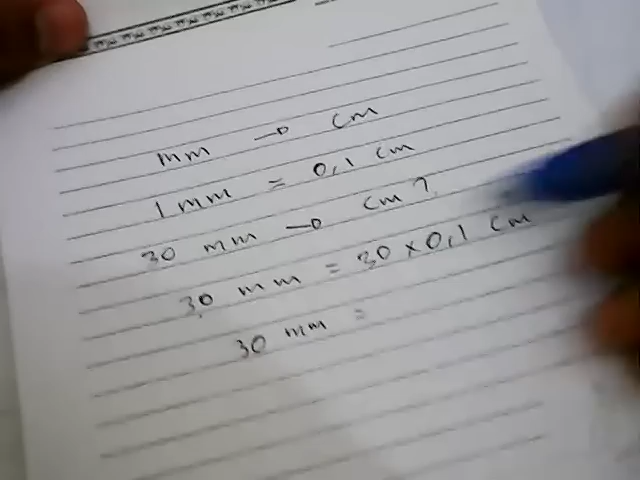 mm → cm
1 mm = 0,1 cm
30 mm → cm?
30 mm = 30 × 0,1 cm
30 mm =